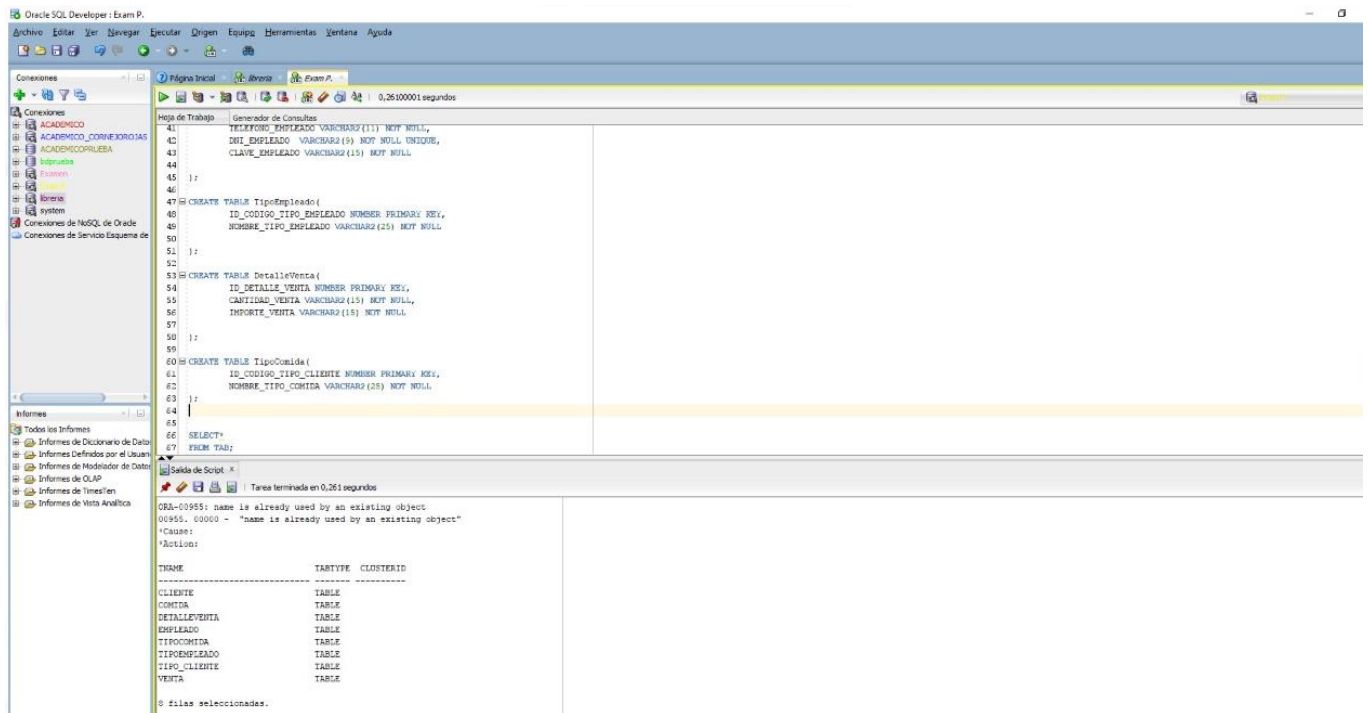 Oracle SQL Developer : Exam P.
Archivo Editar Ver Navegar Ejecutar Origen Equipo Herramientas Ventana Ayuda
Conexiones
Página Inicial
libreria
Exam P.
0,26100001 segundos
Conexiones
ACADEMICO
ACADEMICO_CORNEJOROJAS
ACADEMICOPRUEBA
bdprueba
Examen
libreria
system
Conexiones de NoSQL de Oracle
Conexiones de Servicio Esquema de
Hoja de Trabajo Generador de Consultas
41 TELEFONO_EMPLEADO VARCHAR2(11) NOT NULL,
42 DNI_EMPLEADO VARCHAR2(9) NOT NULL UNIQUE,
43 CLAVE_EMPLEADO VARCHAR2(15) NOT NULL
44
45 );
46
47 CREATE TABLE TipoEmpleado(
48 ID_CODIGO_TIPO_EMPLEADO NUMBER PRIMARY KEY,
49 NOMBRE_TIPO_EMPLEADO VARCHAR2(25) NOT NULL
50
51 );
52
53 CREATE TABLE DetalleVenta(
54 ID_DETALLE_VENTA NUMBER PRIMARY KEY,
55 CANTIDAD_VENTA VARCHAR2(15) NOT NULL,
56 IMPORTE_VENTA VARCHAR2(15) NOT NULL
57
58 );
59
60 CREATE TABLE TipoComida(
61 ID_CODIGO_TIPO_CLIENTE NUMBER PRIMARY KEY,
62 NOMBRE_TIPO_COMIDA VARCHAR2(25) NOT NULL
63 );
64
65
66 SELECT*
67 FROM TAB;
Informes
Todos los Informes
Informes de Diccionario de Dato
Informes Definidos por el Usuari
Informes de Modelador de Datos
Informes de OLAP
Informes de TimesTen
Informes de Vista Analítica
Salida de Script
Tarea terminada en 0,261 segundos
ORA-00955: name is already used by an existing object
00955. 00000 - "name is already used by an existing object"
*Cause:
*Action:
TNAME TABTYPE CLUSTERID
------------------------------ ------- ----------
CLIENTE TABLE
COMIDA TABLE
DETALLEVENTA TABLE
EMPLEADO TABLE
TIPOCOMIDA TABLE
TIPOEMPLEADO TABLE
TIPO_CLIENTE TABLE
VENTA TABLE
8 filas seleccionadas.